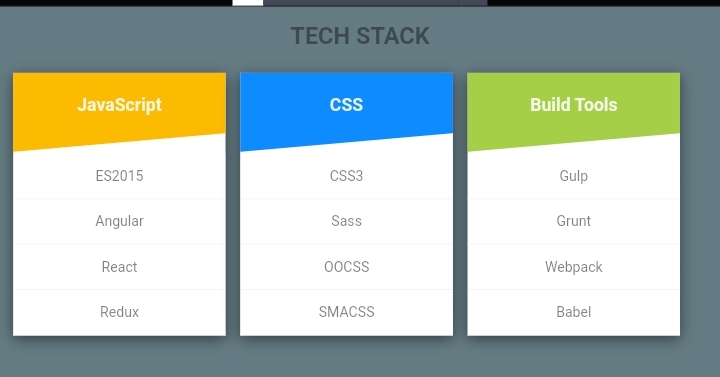 TECH STACK
JavaScript
ES2015
Angular
React
Redux
CSS
CSS3
Sass
OOCSS
SMACSS
Build Tools
Gulp
Grunt
Webpack
Babel